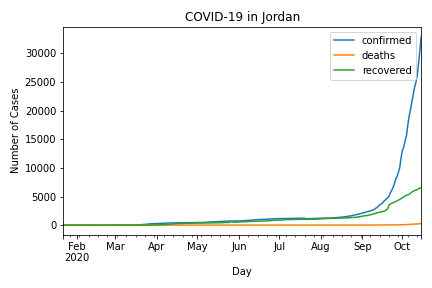 COVID-19 in Jordan
confirmed
deaths
recovered
Number of Cases
30000
25000
20000
15000
10000
5000
0
Feb Mar Apr May Jun Jul Aug Sep Oct
2020
Day